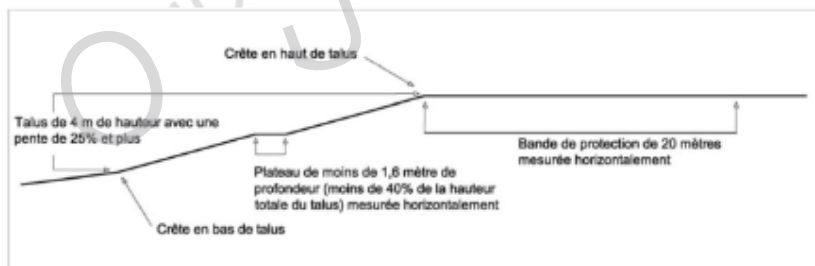 Crête en haut de talus
Talus de 4 m de hauteur avec une
pente de 25% et plus
Bande de protection de 20 mètres
mesurée horizontalement
Plateau de moins de 1,6 mètre de
profondeur (moins de 40% de la hauteur
totale du talus) mesurée horizontalement
Crête en bas de talus
O J